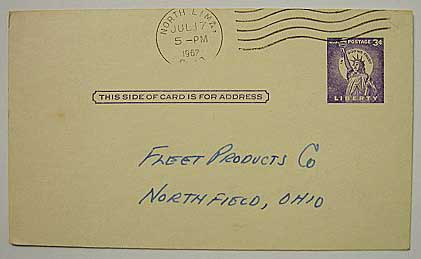 NORTH LIMA,
JUL 17
5 - PM
1962
POSTAGE 3¢
LIBERTY
THIS SIDE OF CARD IS FOR ADDRESS
FLEET PRODUCTS CO
NORTHFIELD, OHIO